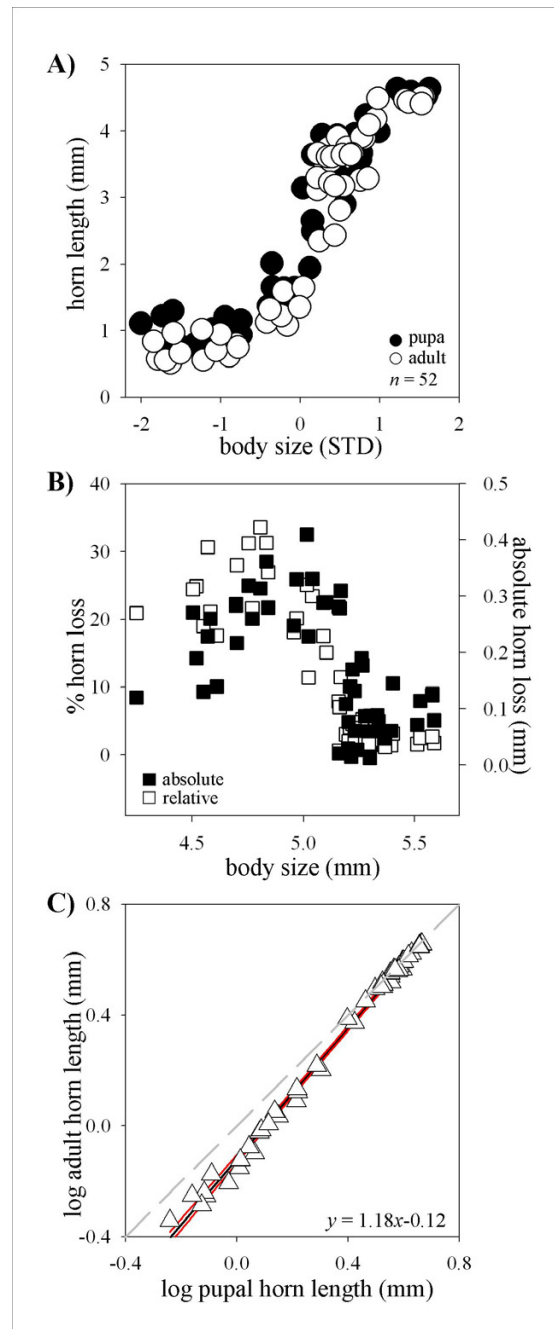 A)
5
4
3
2
1
0
horn length (mm)
pupa
adult
n = 52
-2 -1 0 1 2
body size (STD)
B)
40
30
20
10
0
% horn loss
0.5
0.4
0.3
0.2
0.1
0.0
absolute horn loss (mm)
absolute
relative
4.5 5.0 5.5
body size (mm)
C)
0.8
0.4
0.0
-0.4
log adult horn length (mm)
y = 1.18x-0.12
-0.4 0.0 0.4 0.8
log pupal horn length (mm)